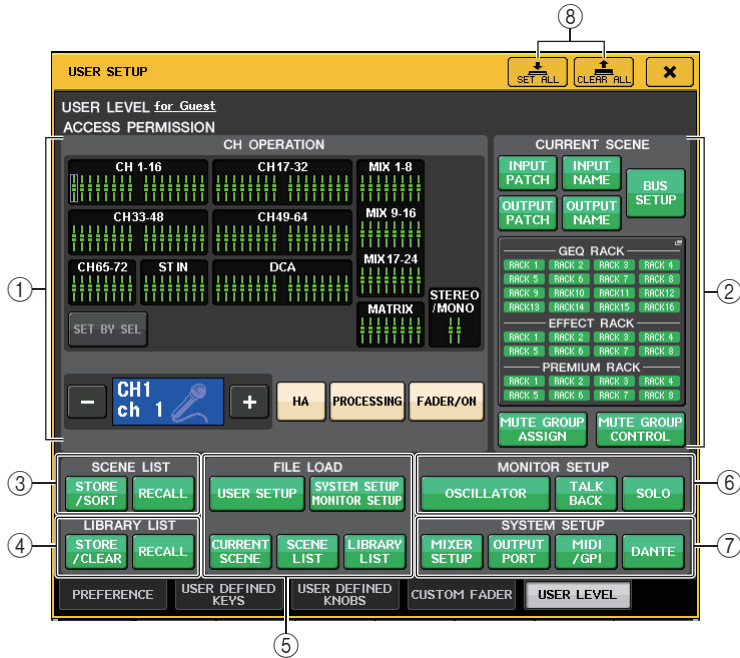 ⑧
USER SETUP
SET ALL
CLEAR ALL
USER LEVEL for Guest
ACCESS PERMISSION
CH OPERATION
CH 1-16
CH17-32
MIX 1-8
CH33-48
CH49-64
MIX 9-16
MIX17-24
CH65-72
ST IN
DCA
STEREO
/MONO
MATRIX
SET BY SEL
①
−
CH1
ch 1
+
HA
PROCESSING
FADER/ON
CURRENT SCENE
INPUT
PATCH
INPUT
NAME
BUS
SETUP
OUTPUT
PATCH
OUTPUT
NAME
GEQ RACK
RACK 1 RACK 2 RACK 3 RACK 4
RACK 5 RACK 6 RACK 7 RACK 8
RACK 9 RACK10 RACK11 RACK12
RACK13 RACK14 RACK15 RACK16
EFFECT RACK
RACK 1 RACK 2 RACK 3 RACK 4
RACK 5 RACK 6 RACK 7 RACK 8
PREMIUM RACK
RACK 1 RACK 2 RACK 3 RACK 4
RACK 5 RACK 6 RACK 7 RACK 8
MUTE GROUP
ASSIGN
MUTE GROUP
CONTROL
②
③
SCENE LIST
STORE
/SORT
RECALL
④
LIBRARY LIST
STORE
/CLEAR
RECALL
FILE LOAD
USER SETUP
SYSTEM SETUP
MONITOR SETUP
CURRENT
SCENE
SCENE
LIST
LIBRARY
LIST
⑤
MONITOR SETUP
OSCILLATOR
TALK
BACK
SOLO
⑥
SYSTEM SETUP
MIXER
SETUP
OUTPUT
PORT
MIDI
/GPI
DANTE
⑦
PREFERENCE
USER DEFINED
KEYS
USER DEFINED
KNOBS
CUSTOM FADER
USER LEVEL